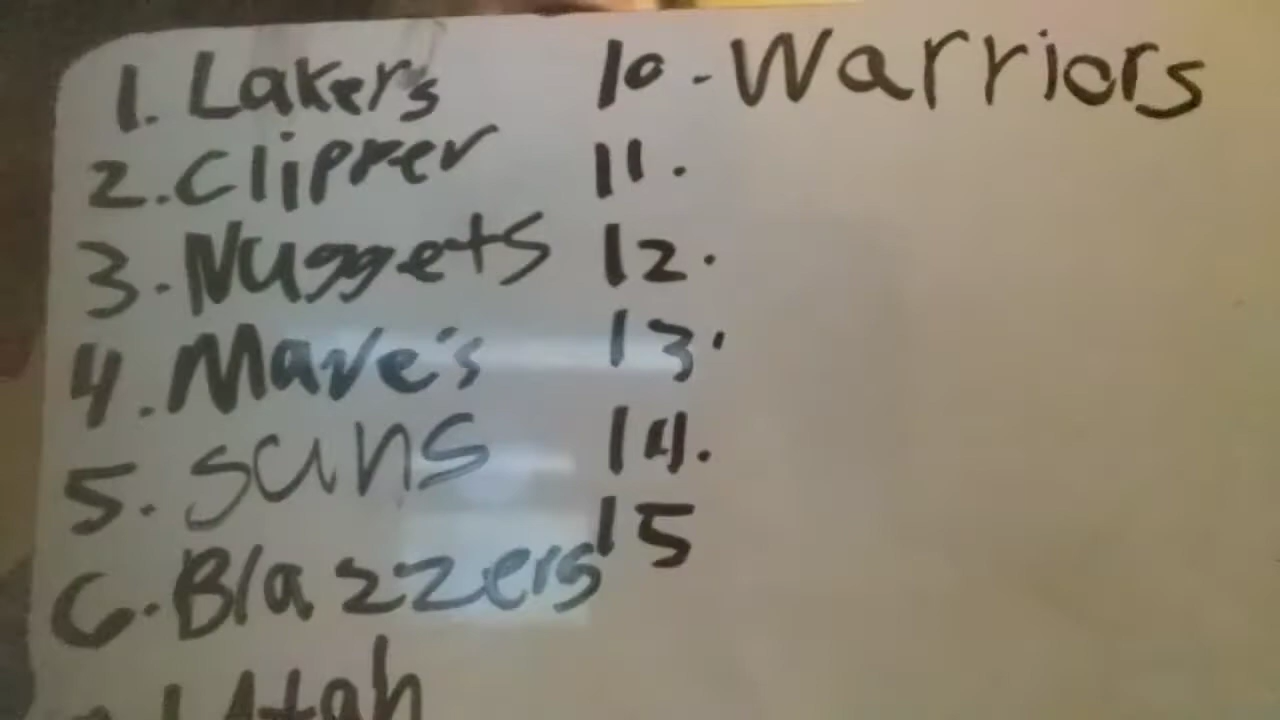 1. Lakers
2. Clipper
3. Nuggets
4. Mave's
5. Suns
6. Blazzers
Utah
10. Warriors
11.
12.
13.
14.
15